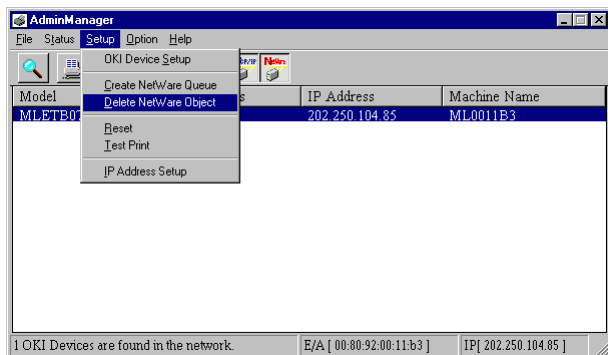 AdminManager
File Status Setup Option Help
OKI Device Setup
Create NetWare Queue
Delete NetWare Object
Reset
Test Print
IP Address Setup
Model IP Address Machine Name
202.250.104.85 ML0011B3
1 OKI Devices are found in the network. E/A [ 00:80:92:00:11:b3 ] IP[ 202.250.104.85 ]